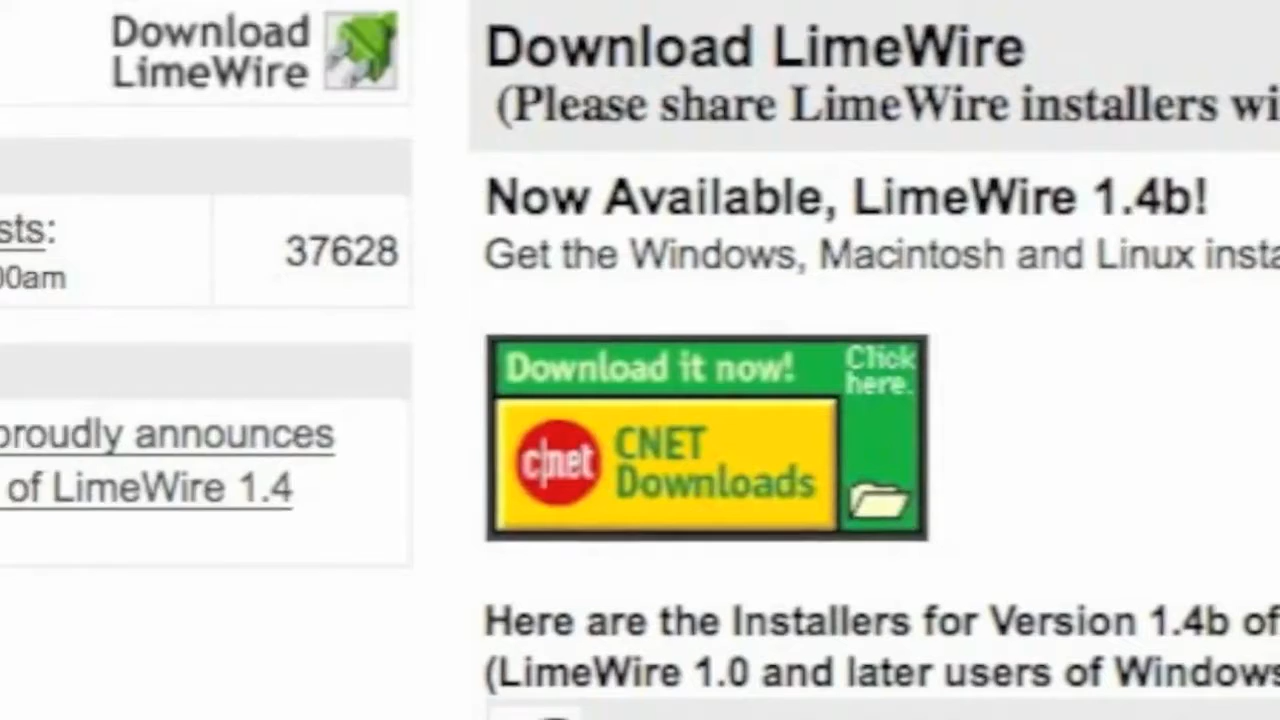 Download
LimeWire
sts:
00am
37628
proudly announces
of LimeWire 1.4
Download LimeWire
(Please share LimeWire installers wi
Now Available, LimeWire 1.4b!
Get the Windows, Macintosh and Linux insta
Download it now!
Click
here.
c|net
CNET
Downloads
Here are the Installers for Version 1.4b of
(LimeWire 1.0 and later users of Windows